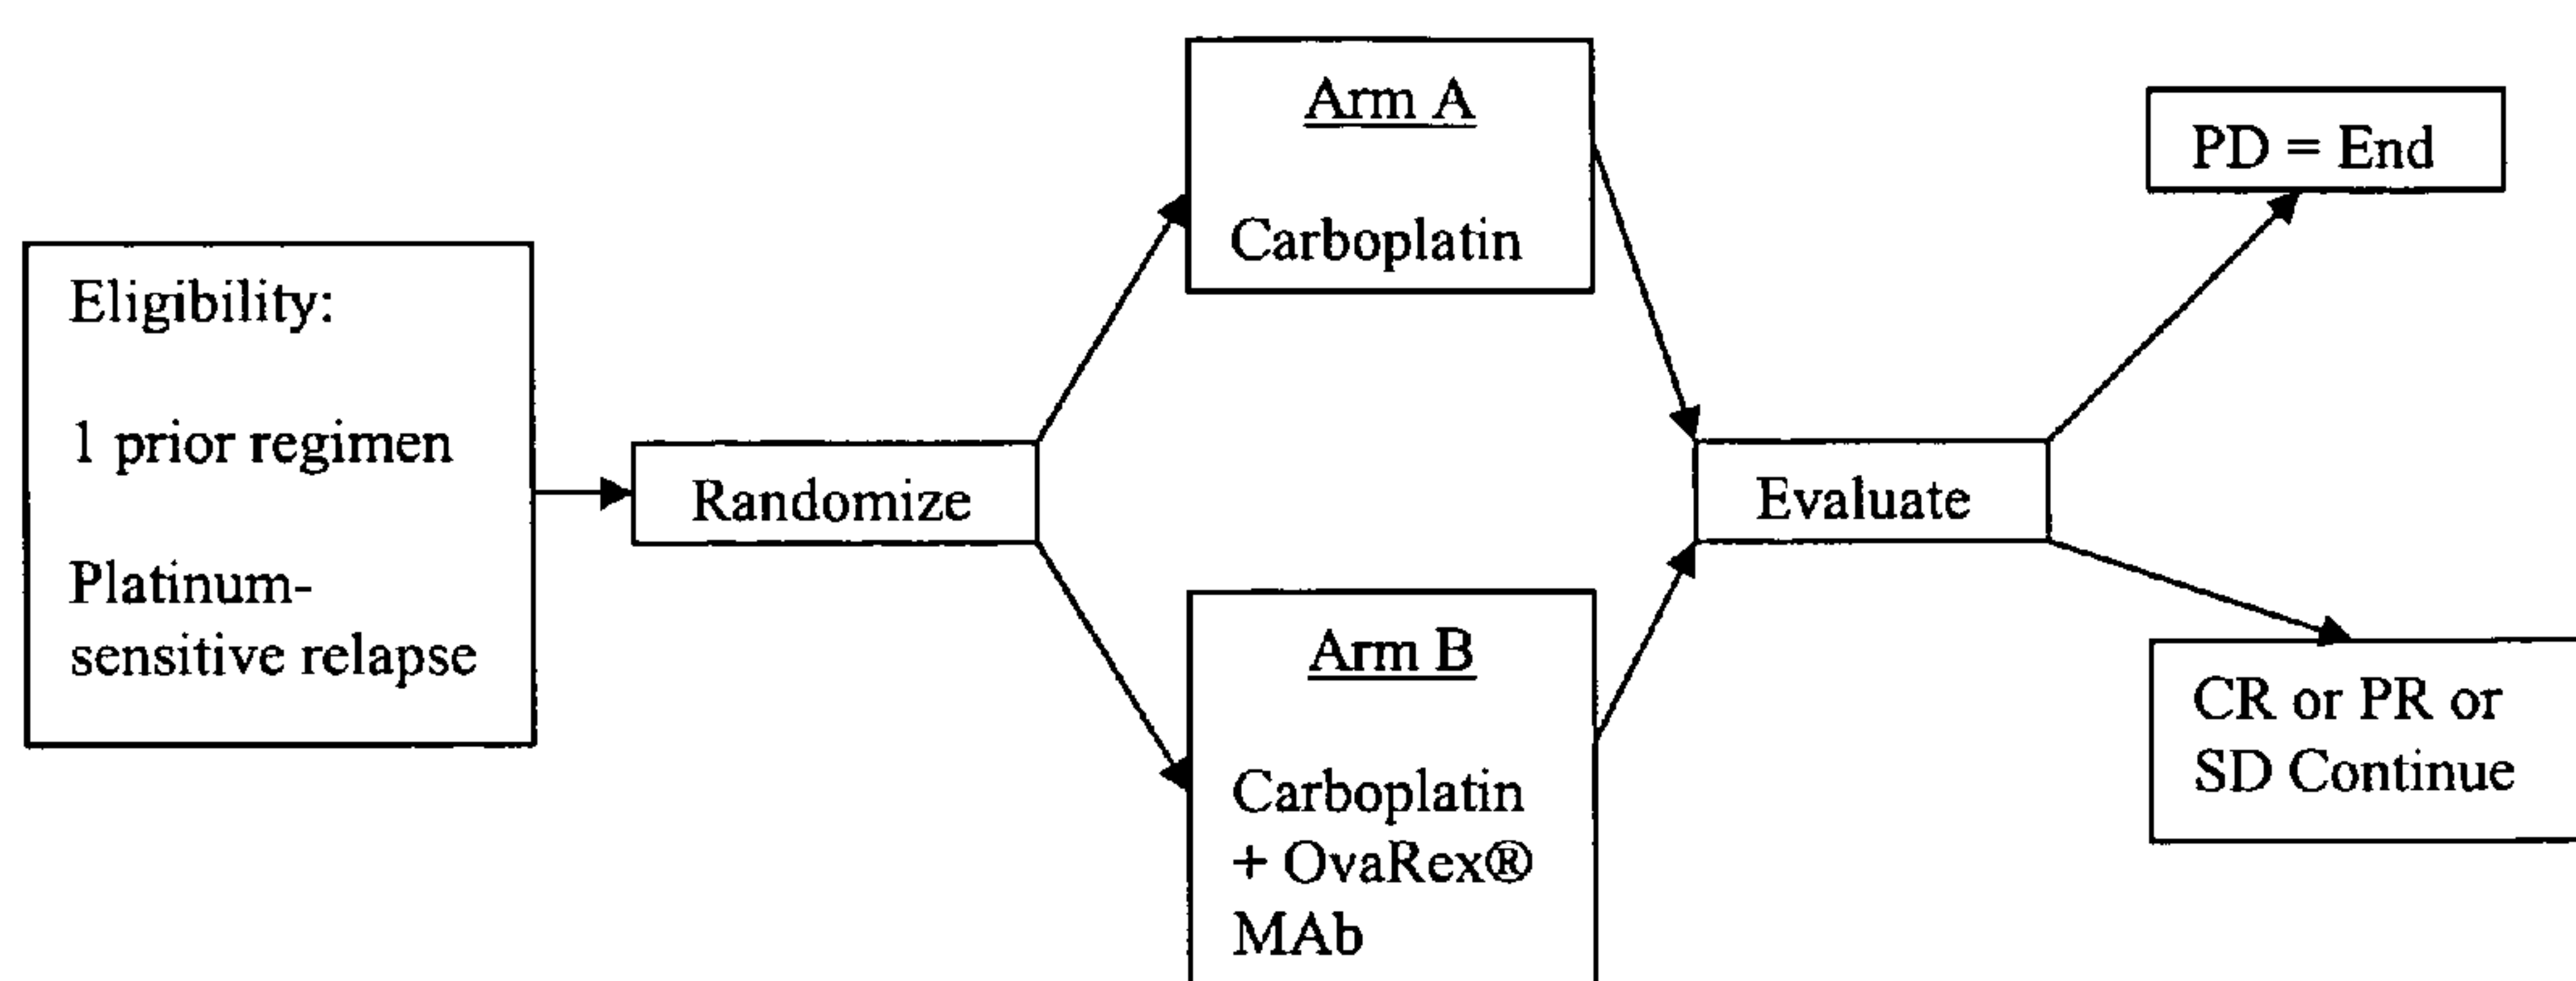 Eligibility:
1 prior regimen
Platinum-
sensitive relapse
Randomize
Arm A
Carboplatin
Arm B
Carboplatin
+ OvaRex®
MAb
Evaluate
PD = End
CR or PR or
SD Continue